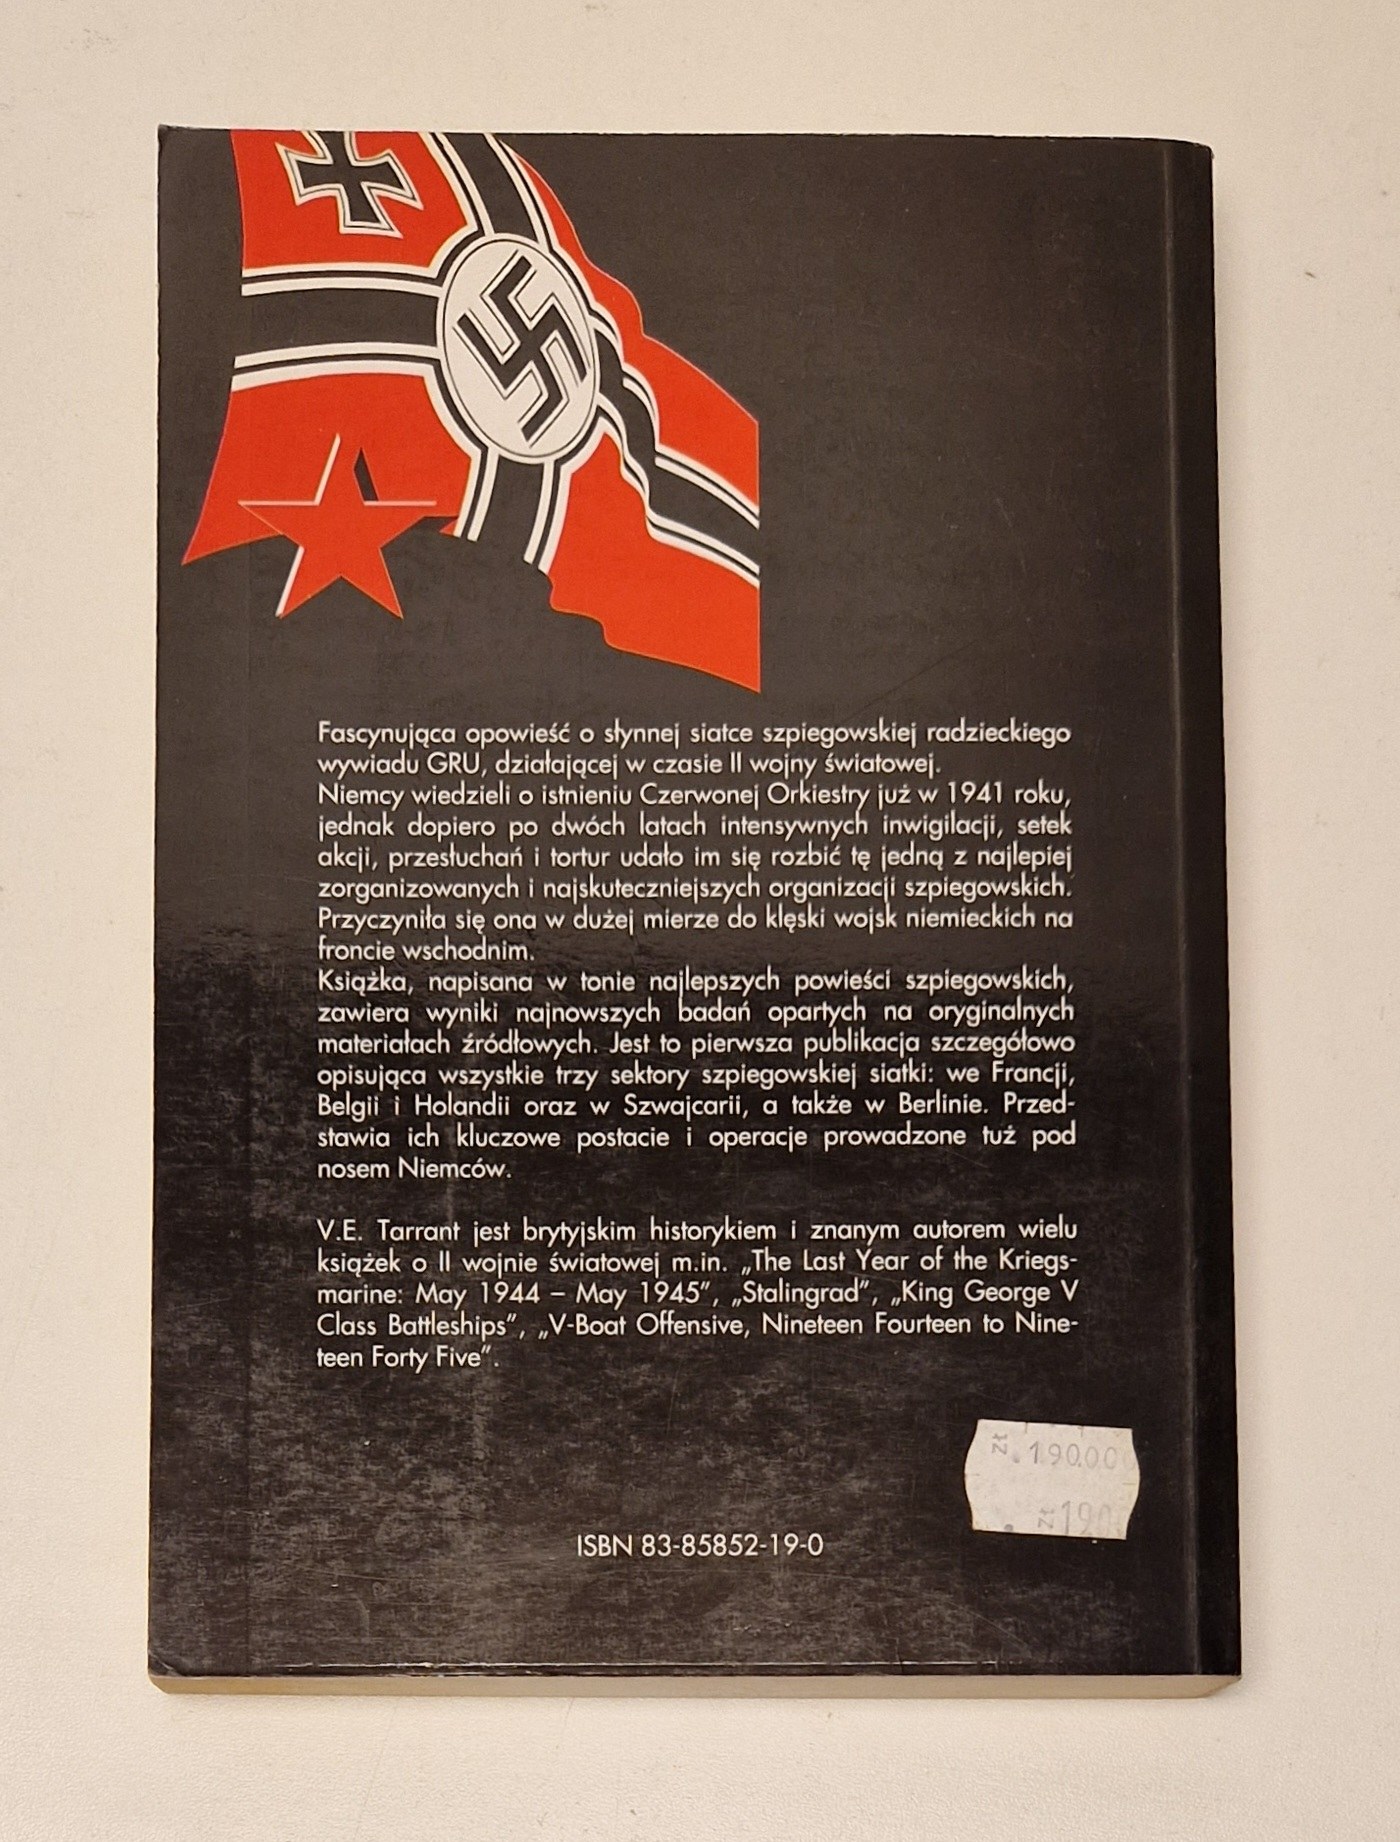 Fascynująca opowieść o słynnej siatce szpiegowskiej radzieckiego
wywiadu GRU, działającej w czasie II wojny światowej.
Niemcy wiedzieli o istnieniu Czerwonej Orkiestry już w 1941 roku,
jednak dopiero po dwóch latach intensywnych inwigilacji, setek
akcji, przesłuchań i tortur udało im się rozbić tę jedną z najlepiej
zorganizowanych i najskuteczniejszych organizacji szpiegowskich.
Przyczyniła się ona w dużej mierze do klęski wojsk niemieckich na
froncie wschodnim.
Książka, napisana w tonie najlepszych powieści szpiegowskich,
zawiera wyniki najnowszych badań opartych na oryginalnych
materiałach źródłowych. Jest to pierwsza publikacja szczegółowo
opisująca wszystkie trzy sektory szpiegowskiej siatki: we Francji,
Belgii i Holandii oraz w Szwajcarii, a także w Berlinie. Przed-
stawia ich kluczowe postacie i operacje prowadzone tuż pod
nosem Niemców.
V.E. Tarrant jest brytyjskim historykiem i znanym autorem wielu
książek o II wojnie światowej m.in. „The Last Year of the Kriegs-
marine: May 1944 – May 1945”, „Stalingrad”, „King George V
Class Battleships”, „V-Boat Offensive, Nineteen Fourteen to Nine-
teen Forty Five”.
zł 19000
zł 190
ISBN 83-85852-19-0